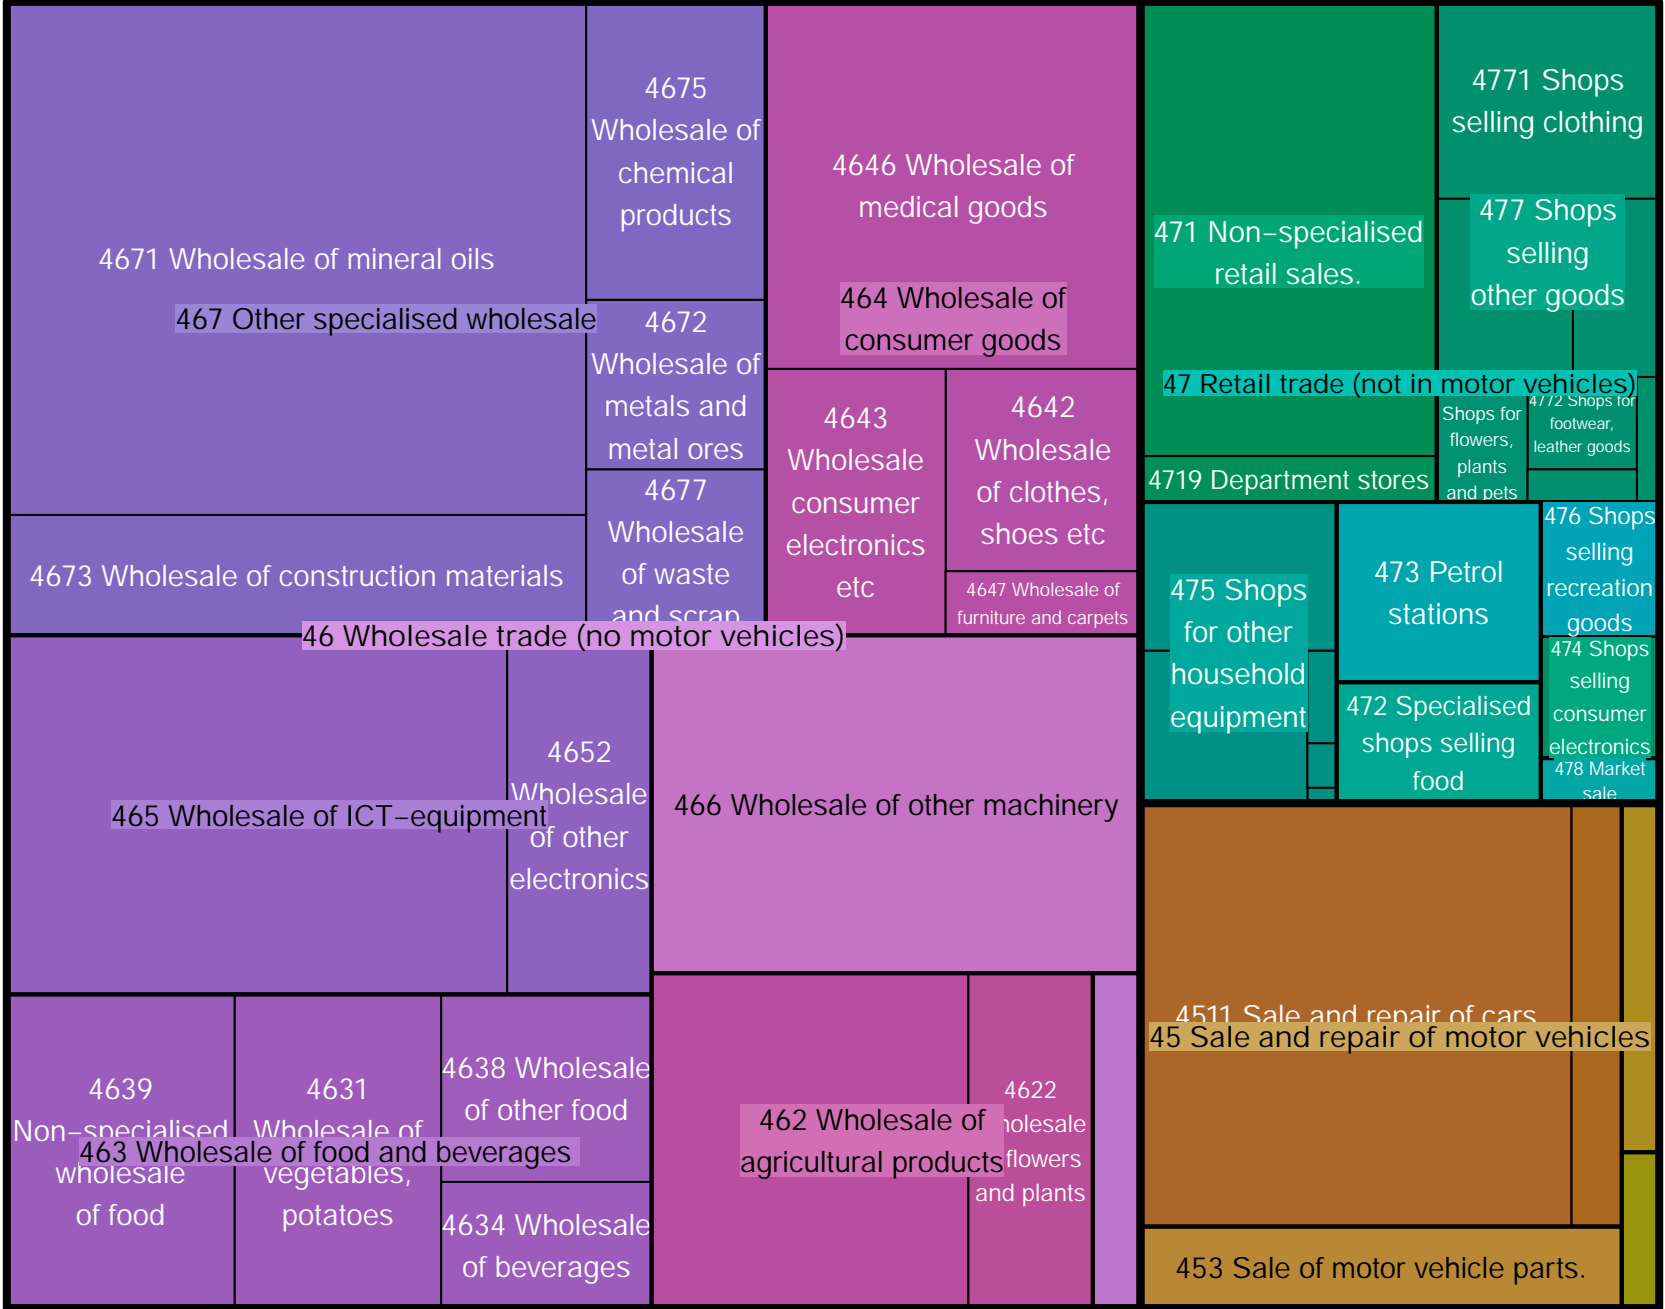 4671 Wholesale of mineral oils
467 Other specialised wholesale
4673 Wholesale of construction materials
4675
Wholesale of
chemical
products
4672
Wholesale of
metals and
metal ores
4677
Wholesale
of waste
and scrap
4646 Wholesale of
medical goods
464 Wholesale of
consumer goods
4643
Wholesale
consumer
electronics
etc
4642
Wholesale
of clothes,
shoes etc
4647 Wholesale of
furniture and carpets
46 Wholesale trade (no motor vehicles)
465 Wholesale of ICT−equipment
4652
Wholesale
of other
electronics
466 Wholesale of other machinery
4639
Non−specialised
wholesale
of food
4631
Wholesale of
vegetables,
potatoes
463 Wholesale of food and beverages
4638 Wholesale
of other food
4634 Wholesale
of beverages
462 Wholesale of
agricultural products
4622
flowers
and plants
471 Non−specialised
retail sales.
4719 Department stores
4771 Shops
selling clothing
477 Shops
selling
other goods
47 Retail trade (not in motor vehicles)
Shops for
flowers,
plants
and pets
4772 Shops for
footwear,
leather goods
475 Shops
for other
household
equipment
473 Petrol
stations
472 Specialised
shops selling
food
476 Shops
selling
recreation
goods
474 Shops
selling
consumer
electronics
478 Market
sale
4511 Sale and repair of cars
45 Sale and repair of motor vehicles
453 Sale of motor vehicle parts.